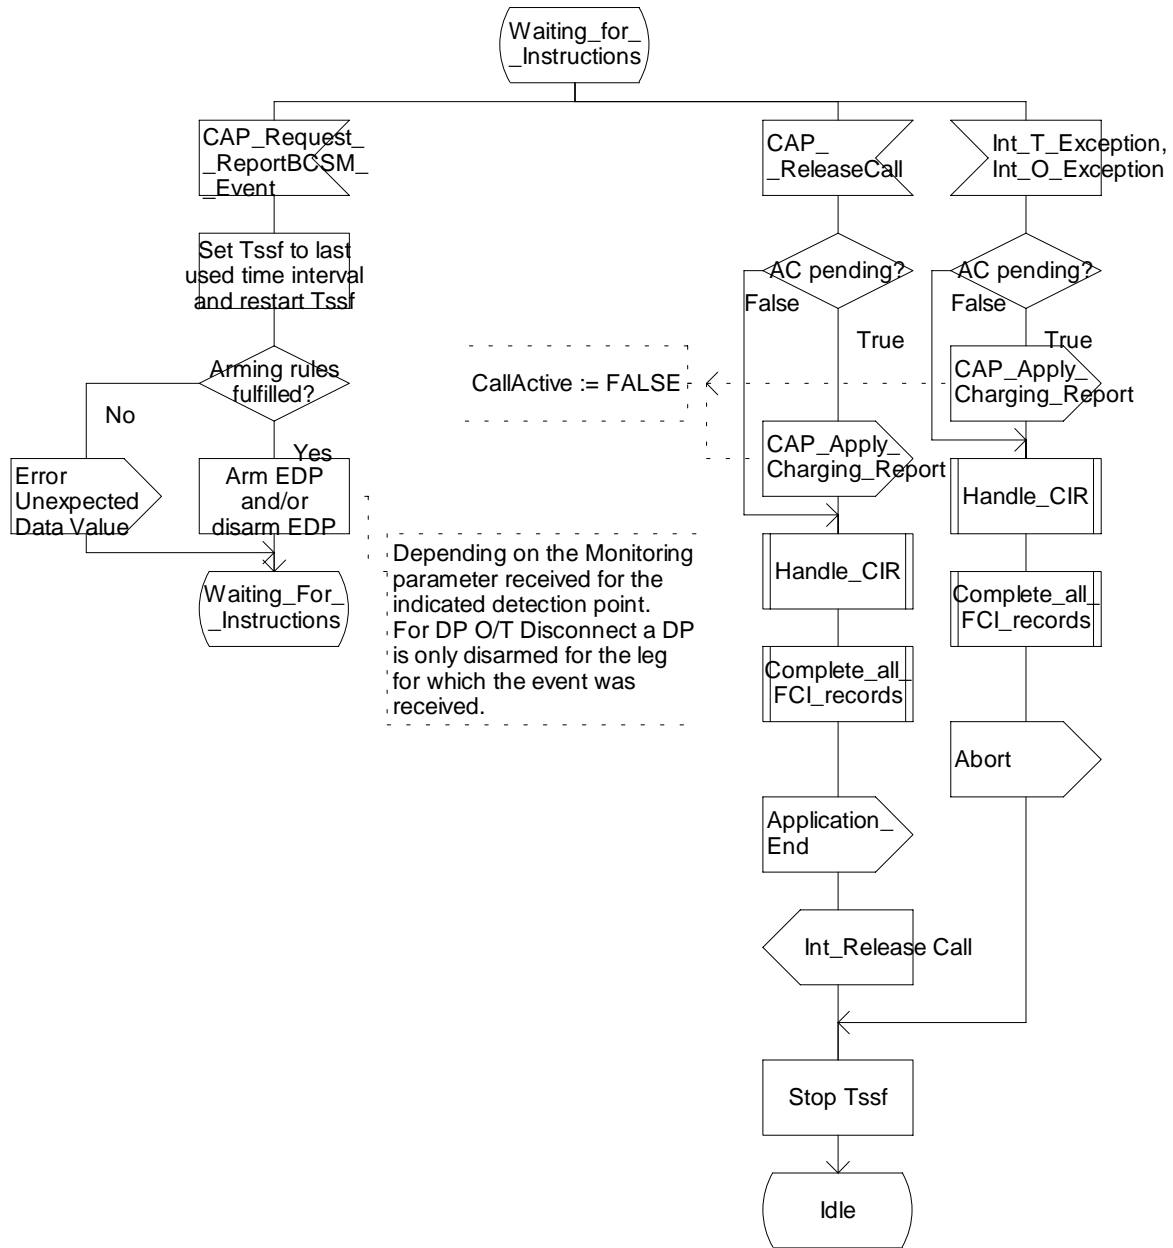 Waiting_for_
_Instructions
CAP_Request_
_ReportBCSM_
_Event
CAP_
_ReleaseCall
Int_T_Exception,
Int_O_Exception
Set Tssf to last
used time interval
and restart Tssf
AC pending?
False
True
AC pending?
False
True
Arming rules
fulfilled?
No
Yes
CallActive := FALSE
CAP_Apply_
Charging_Report
CAP_Apply_
Charging_Report
Error
Unexpected
Data Value
Arm EDP
and/or
disarm EDP
Handle_CIR
Depending on the Monitoring
parameter received for the
indicated detection point.
For DP O/T Disconnect a DP
is only disarmed for the leg
for which the event was
received.
Waiting_For_
_Instructions
Handle_CIR
Complete_all_
FCI_records
Complete_all_
FCI_records
Abort
Application_
End
Int_Release Call
Stop Tssf
Idle